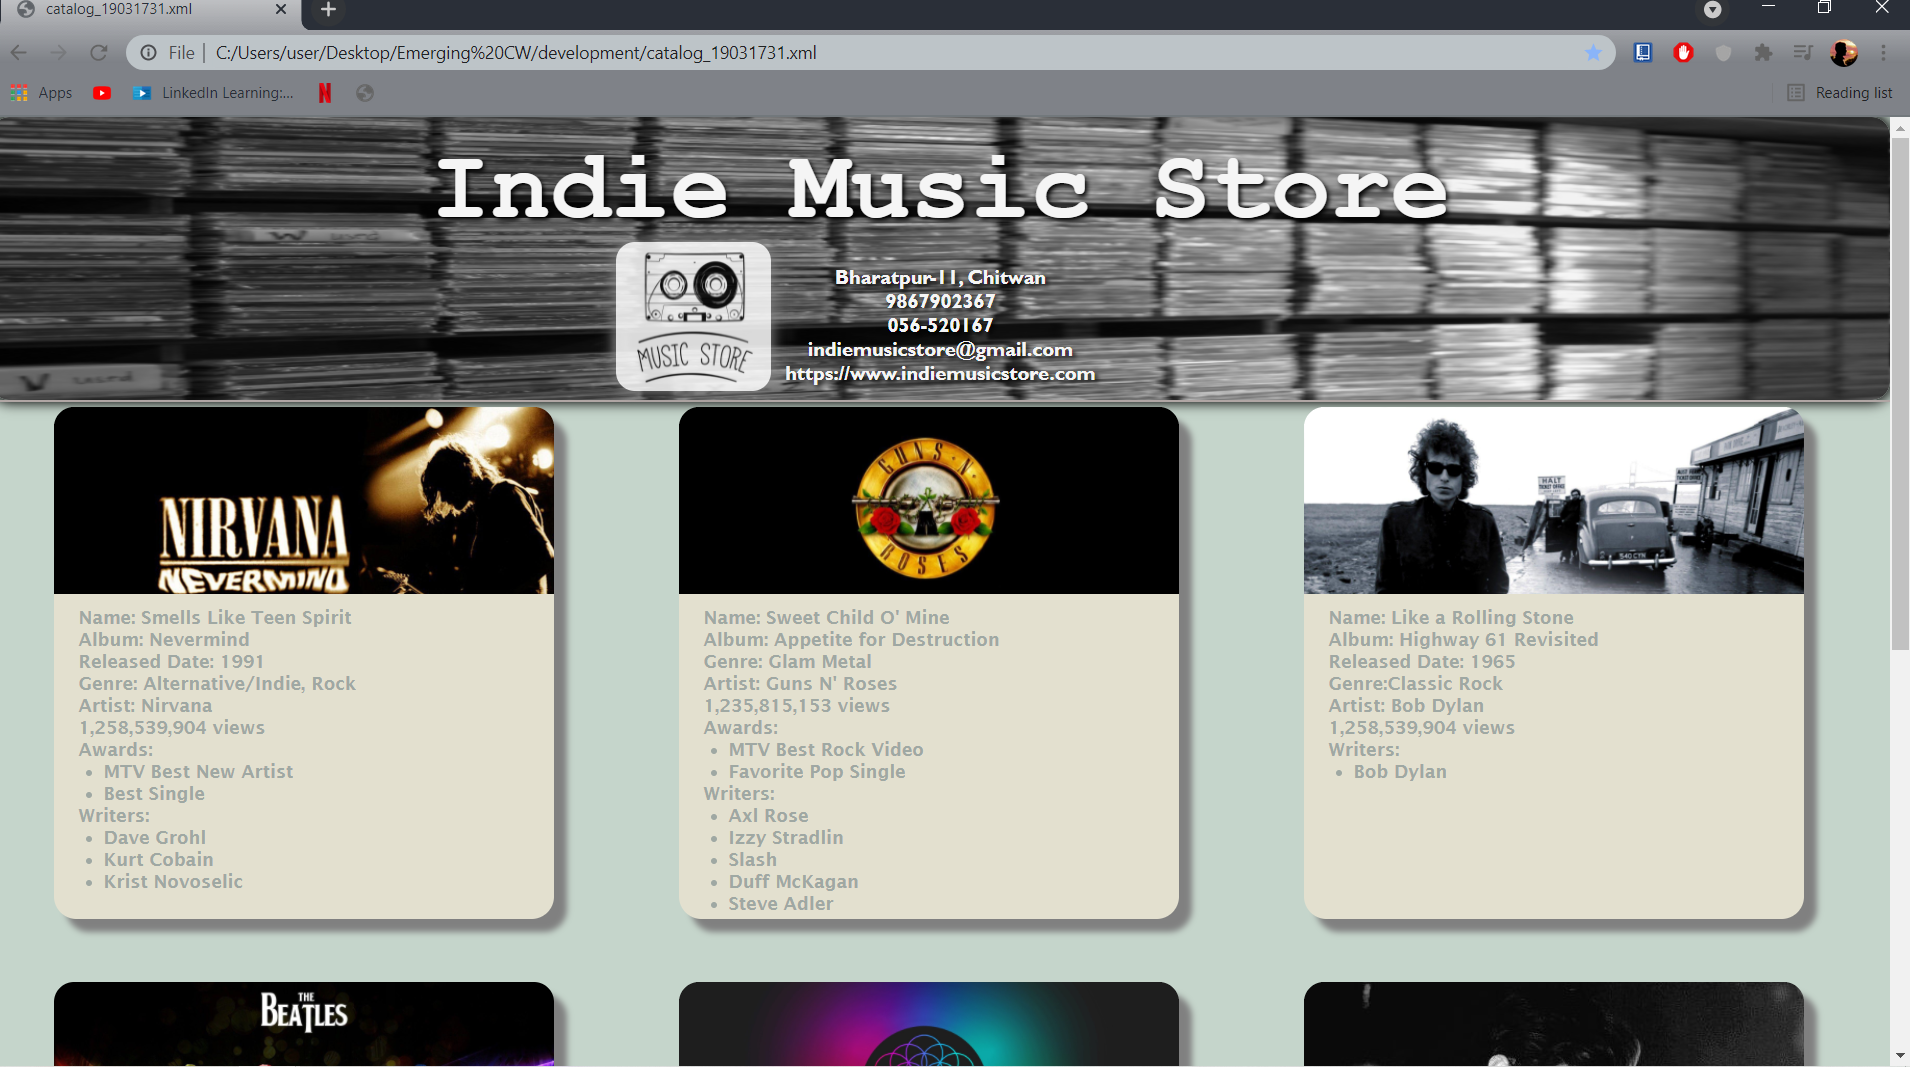 catalog_19031731.xml
File
C:/Users/user/Desktop/Emerging%20CW/development/catalog_19031731.xml
Apps
LinkedIn Learning:...
Reading list
Indie Music Store
MUSIC STORE
Bharatpur-11, Chitwan
9867902367
056-520167
indiemusicstore@gmail.com
https://www.indiemusicstore.com
NIRVANA
NEVERMIND
Name: Smells Like Teen Spirit
Album: Nevermind
Released Date: 1991
Genre: Alternative/Indie, Rock
Artist: Nirvana
1,258,539,904 views
Awards:
• MTV Best New Artist
• Best Single
Writers:
• Dave Grohl
• Kurt Cobain
• Krist Novoselic
GUNS N' ROSES
Name: Sweet Child O' Mine
Album: Appetite for Destruction
Genre: Glam Metal
Artist: Guns N' Roses
1,235,815,153 views
Awards:
• MTV Best Rock Video
• Favorite Pop Single
Writers:
• Axl Rose
• Izzy Stradlin
• Slash
• Duff McKagan
• Steve Adler
HALT
TICKET OFFICE
540 CYN
Name: Like a Rolling Stone
Album: Highway 61 Revisited
Released Date: 1965
Genre:Classic Rock
Artist: Bob Dylan
1,258,539,904 views
Writers:
• Bob Dylan
THE
BEATLES